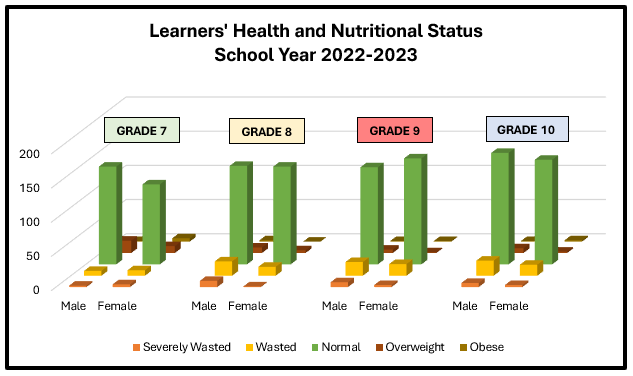 Learners' Health and Nutritional Status
School Year 2022-2023
GRADE 7 GRADE 8 GRADE 9 GRADE 10
200
150
100
50
0
Male Female Male Female Male Female Male Female
Severely Wasted Wasted Normal Overweight Obese